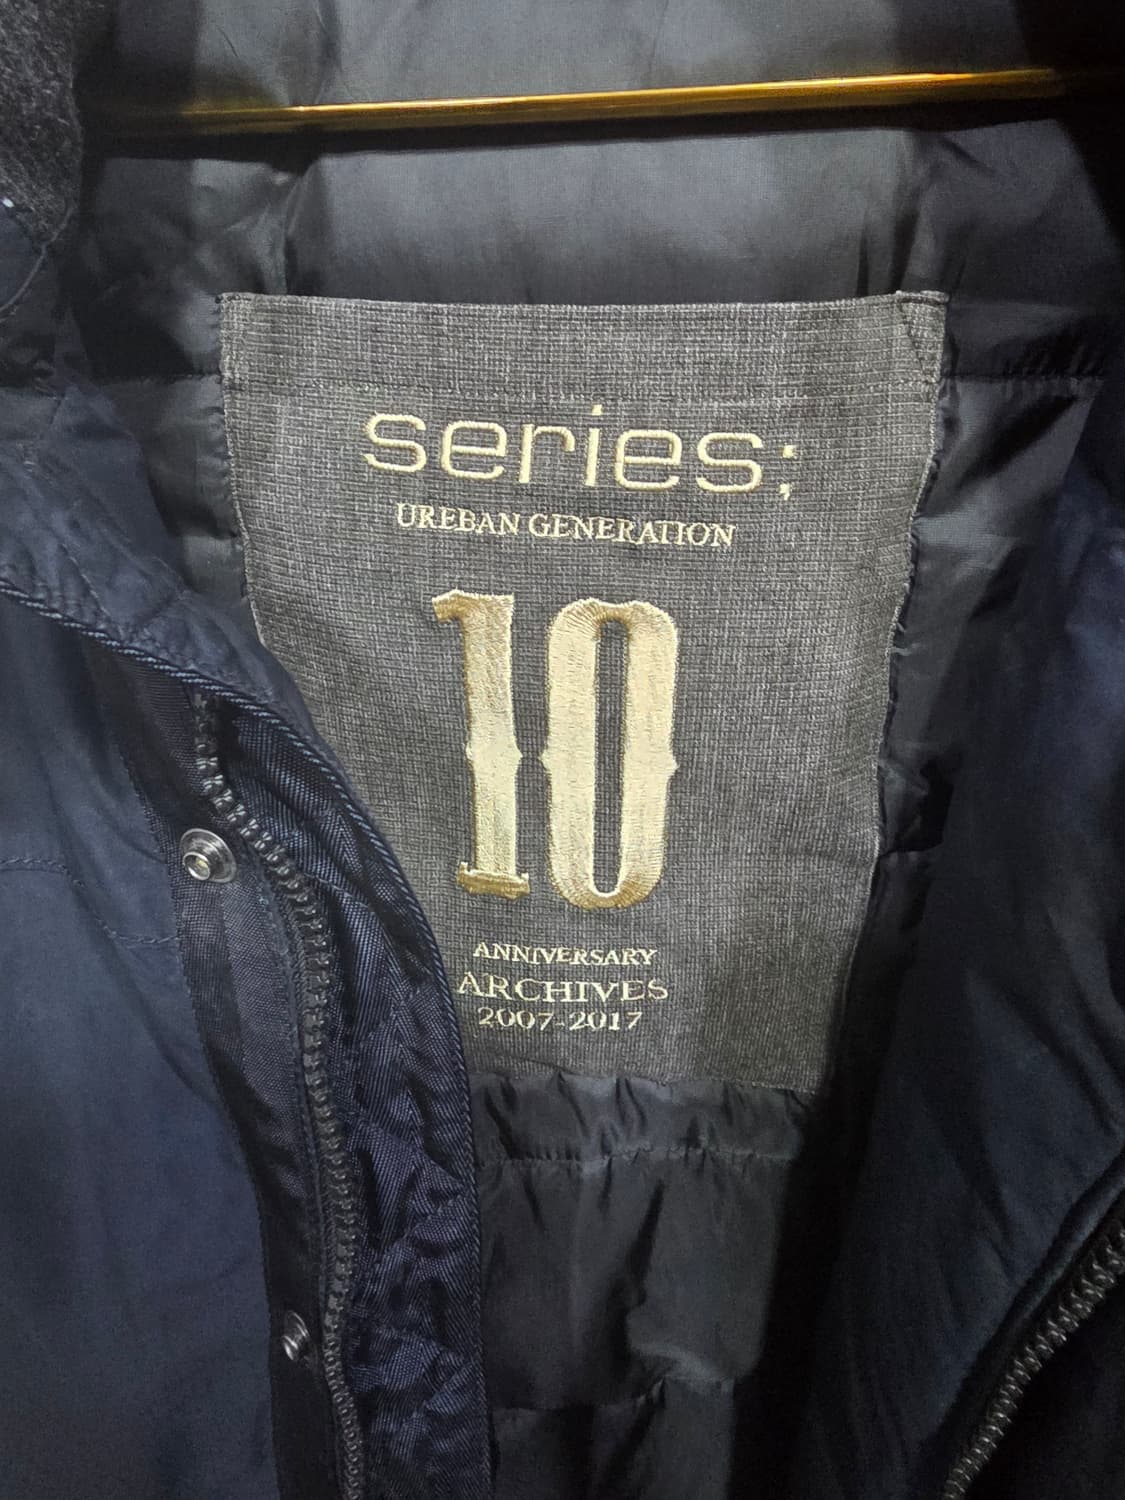 series;
UREBAN GENERATION
10
ANNIVERSARY
ARCHIVES
2007-2017